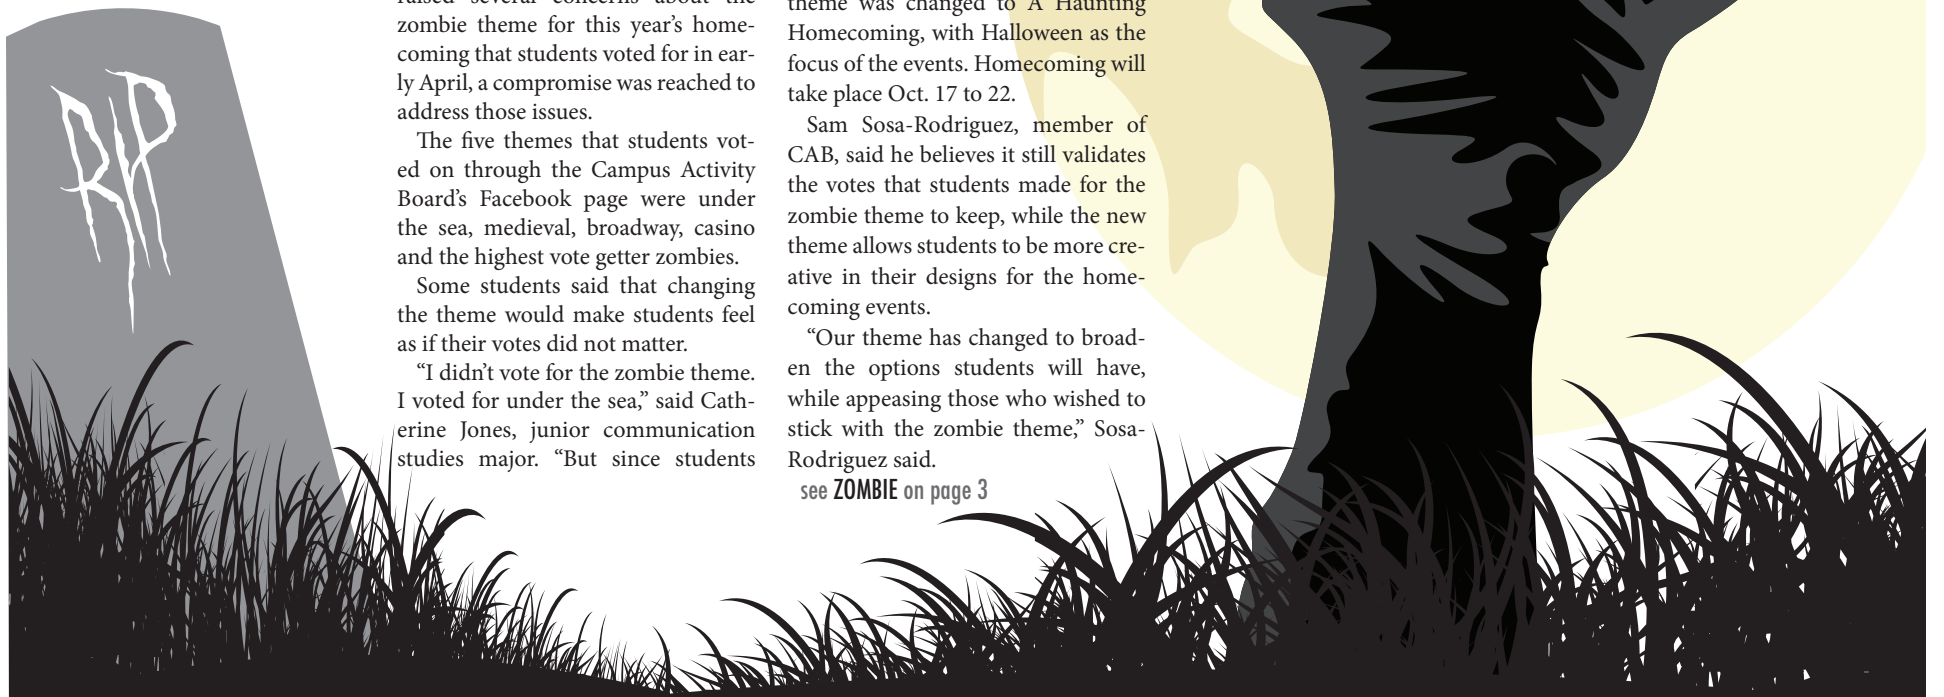 RIP
raised several concerns about the
zombie theme for this year’s home-
coming that students voted for in ear-
ly April, a compromise was reached to
address those issues.
The five themes that students vot-
ed on through the Campus Activity
Board’s Facebook page were under
the sea, medieval, broadway, casino
and the highest vote getter zombies.
Some students said that changing
the theme would make students feel
as if their votes did not matter.
“I didn’t vote for the zombie theme.
I voted for under the sea,” said Cath-
erine Jones, junior communication
studies major. “But since students
theme was changed to A Haunting
Homecoming, with Halloween as the
focus of the events. Homecoming will
take place Oct. 17 to 22.
Sam Sosa-Rodriguez, member of
CAB, said he believes it still validates
the votes that students made for the
zombie theme to keep, while the new
theme allows students to be more cre-
ative in their designs for the home-
coming events.
“Our theme has changed to broad-
en the options students will have,
while appeasing those who wished to
stick with the zombie theme,” Sosa-
Rodriguez said.
see ZOMBIE on page 3